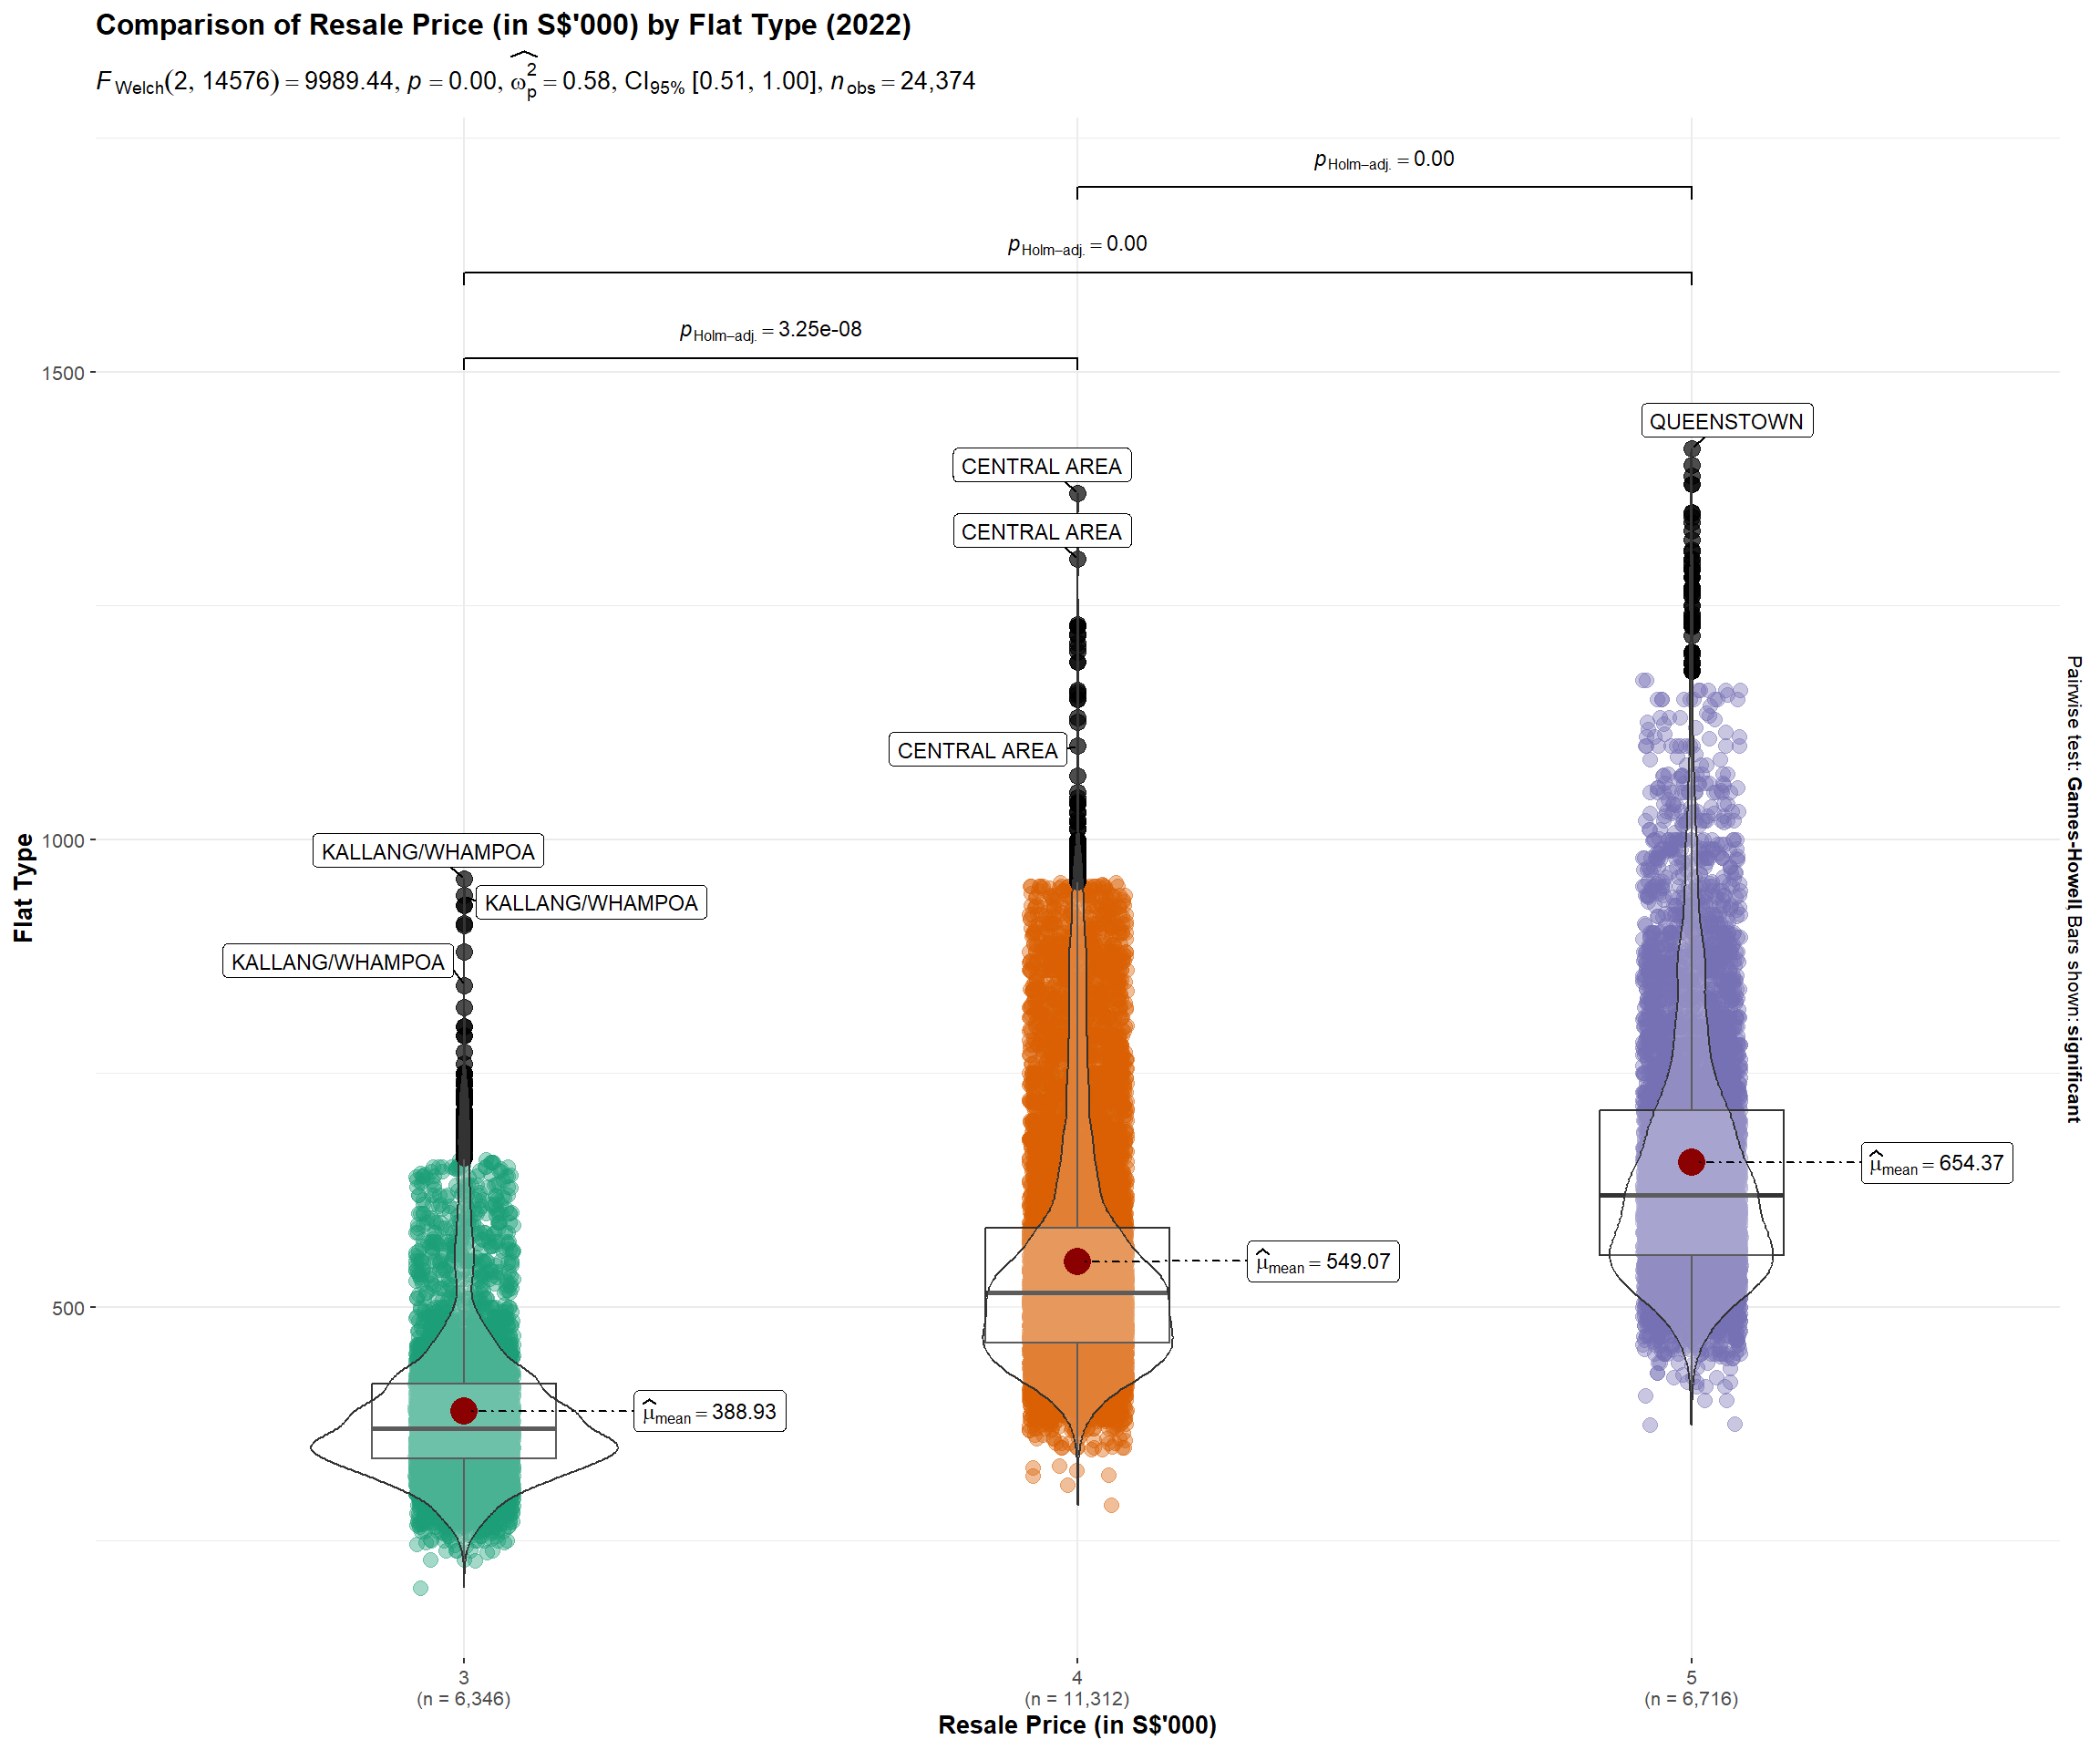 Comparison of Resale Price (in S$'000) by Flat Type (2022)
F Welch(2, 14576) = 9989.44, p = 0.00, ω̂²p = 0.58, CI95% [0.51, 1.00], nobs = 24,374
pHolm–adj. = 0.00
pHolm–adj. = 0.00
pHolm–adj. = 3.25e-08
1500
QUEENSTOWN
CENTRAL AREA
CENTRAL AREA
CENTRAL AREA
1000
KALLANG/WHAMPOA
KALLANG/WHAMPOA
KALLANG/WHAMPOA
Flat Type
Pairwise test: Games-Howell, Bars shown: significant
μ̂mean = 654.37
μ̂mean = 549.07
500
μ̂mean = 388.93
3
(n = 6,346)
4
(n = 11,312)
5
(n = 6,716)
Resale Price (in S$'000)